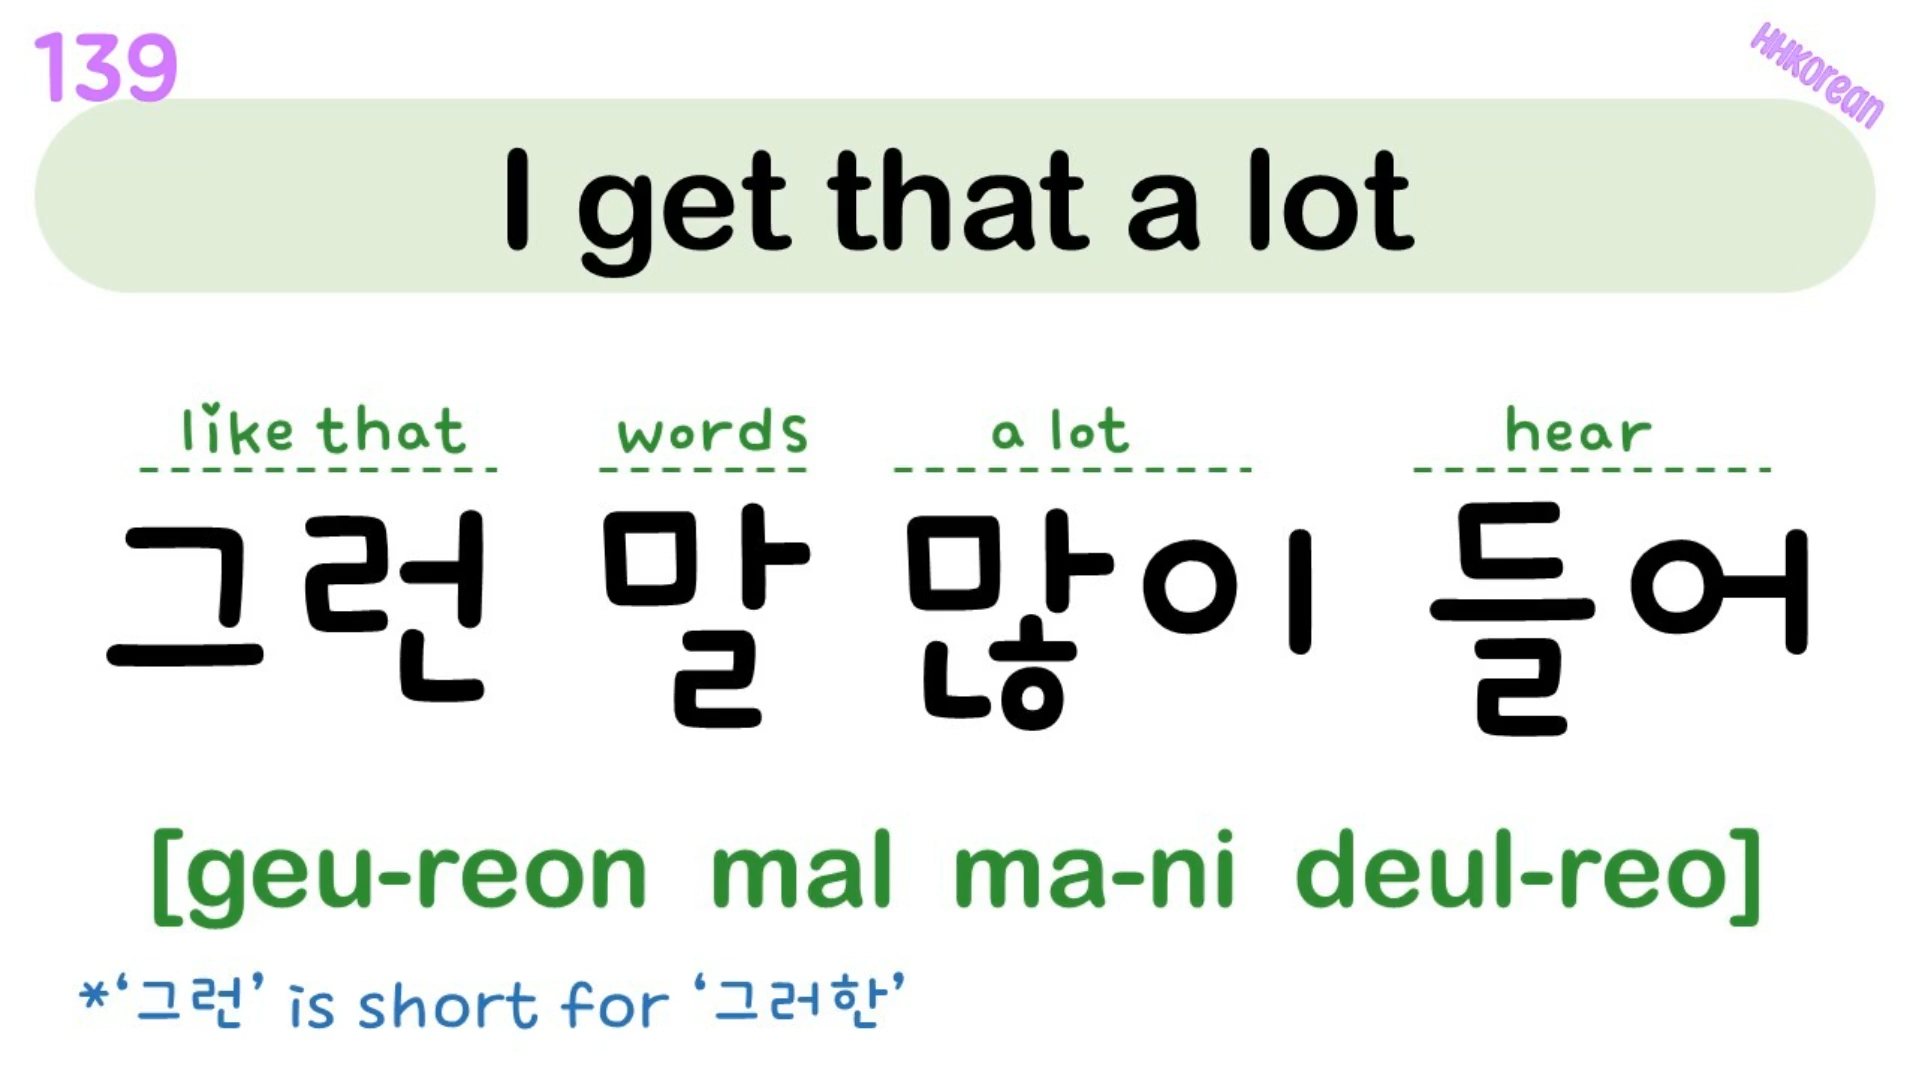 139
HHKorean
I get that a lot
like that words a lot hear
그런 말 많이 들어
[geu-reon mal ma-ni deul-reo]
*‘그런’ is short for ‘그러한’